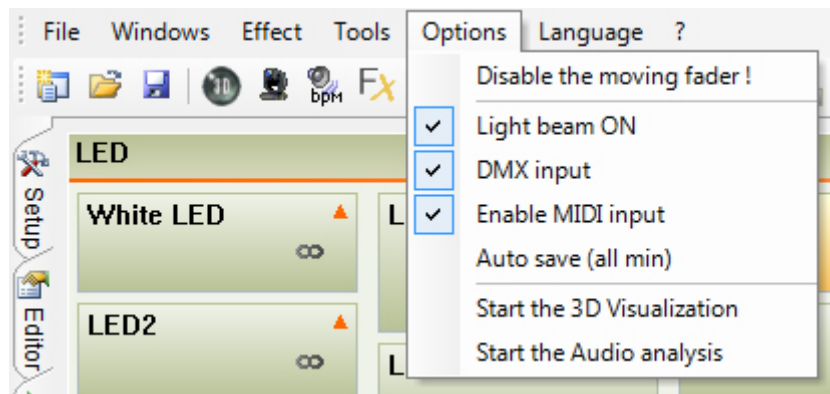 File Windows Effect Tools Options Language ?
3D bpm Fx
Disable the moving fader !
Light beam ON
DMX input
Enable MIDI input
Auto save (all min)
Start the 3D Visualization
Start the Audio analysis
Setup
Editor
LED
White LED
L
LED2
L